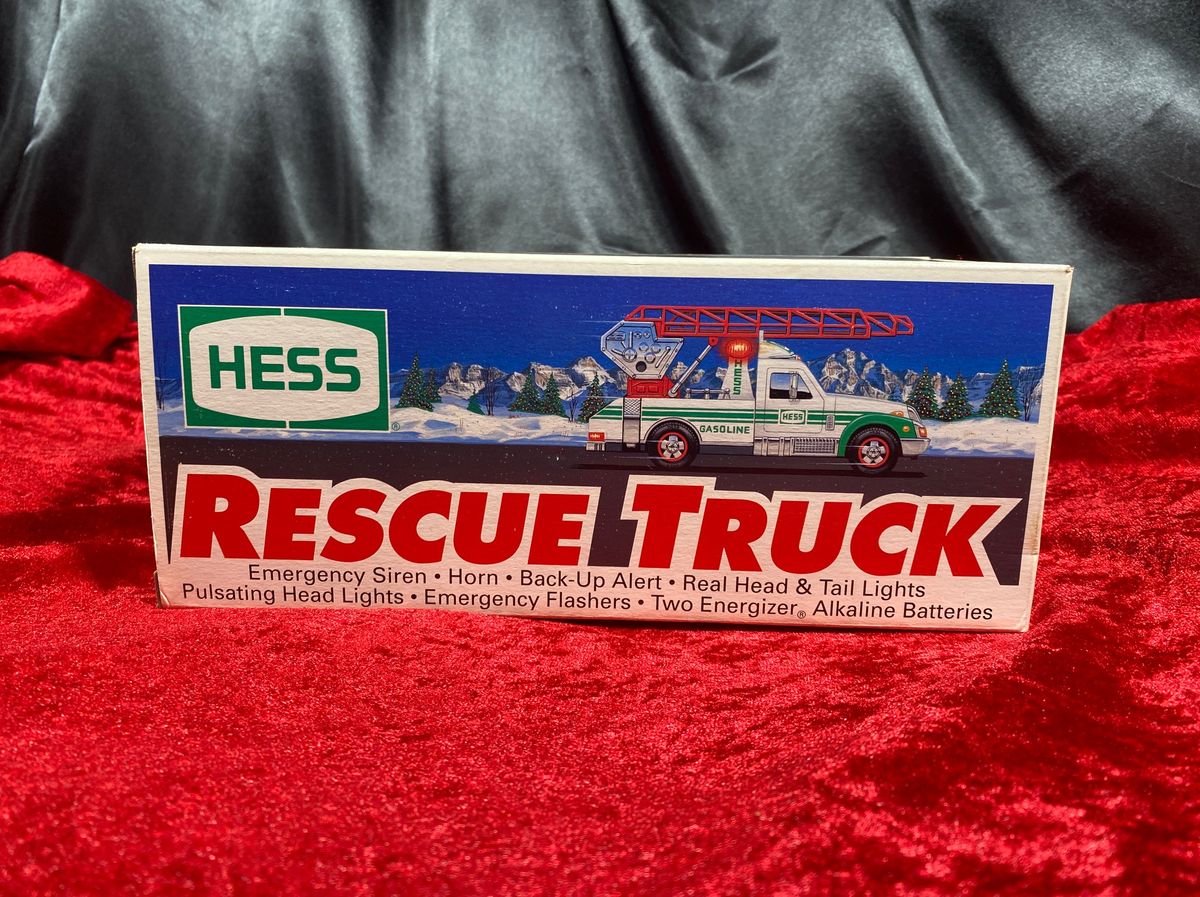 HESS
®
HESS
HESS
GASOLINE
RESCUE TRUCK
Emergency Siren • Horn • Back-Up Alert • Real Head & Tail Lights
Pulsating Head Lights • Emergency Flashers • Two Energizer® Alkaline Batteries